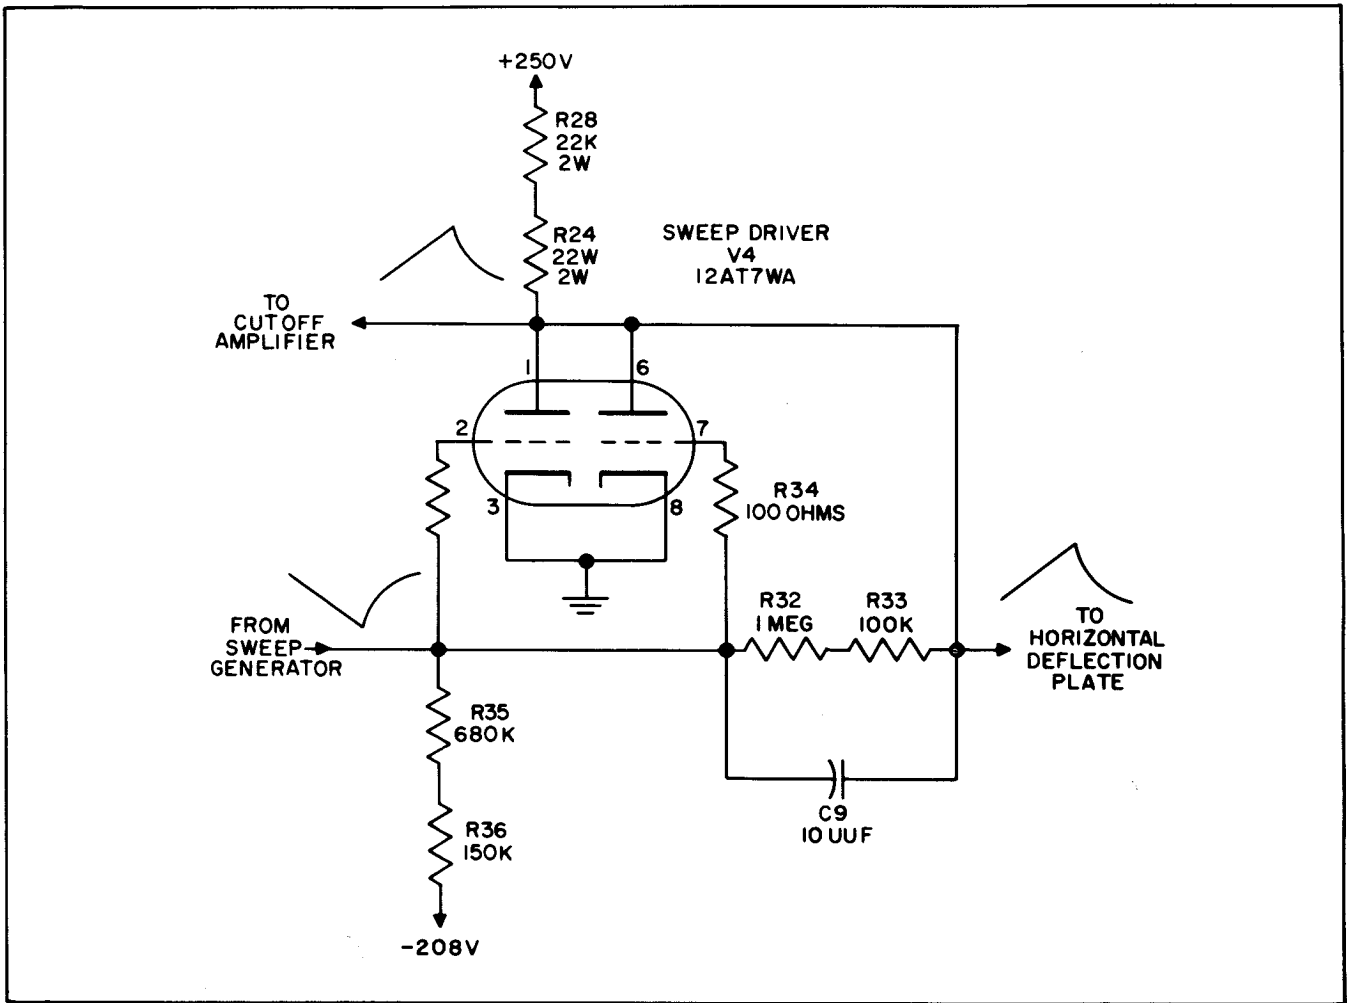 +250V
R28
22K
2W
R24
22W
2W
SWEEP DRIVER
V4
12AT7WA
TO
CUTOFF
AMPLIFIER
1
6
2
7
3
8
R34
100 OHMS
FROM
SWEEP
GENERATOR
R32
1 MEG
R33
100K
TO
HORIZONTAL
DEFLECTION
PLATE
R35
680K
C9
10 UUF
R36
150K
-208V